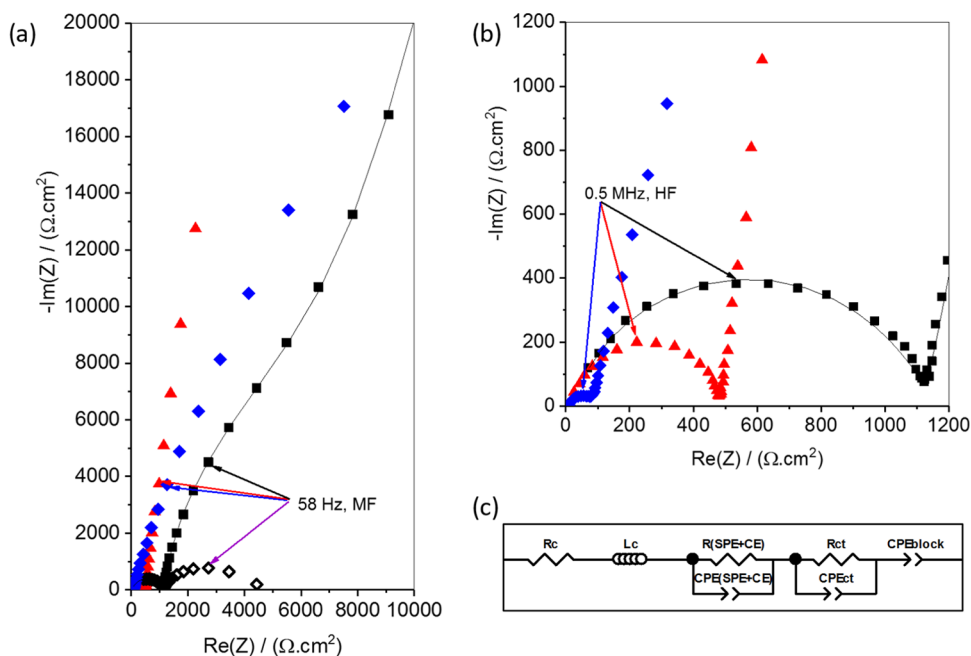 (a)
20000
18000
16000
14000
12000
10000
8000
6000
4000
2000
0
-Im(Z) / (Ω.cm²)
58 Hz, MF
0 2000 4000 6000 8000 10000
Re(Z) / (Ω.cm²)
(b)
1200
1000
800
600
400
200
0
-Im(Z) / (Ω.cm²)
0.5 MHz, HF
0 200 400 600 800 1000 1200
Re(Z) / (Ω.cm²)
(c)
Rc Lc R(SPE+CE) Rct CPEblock
CPE(SPE+CE) CPEct